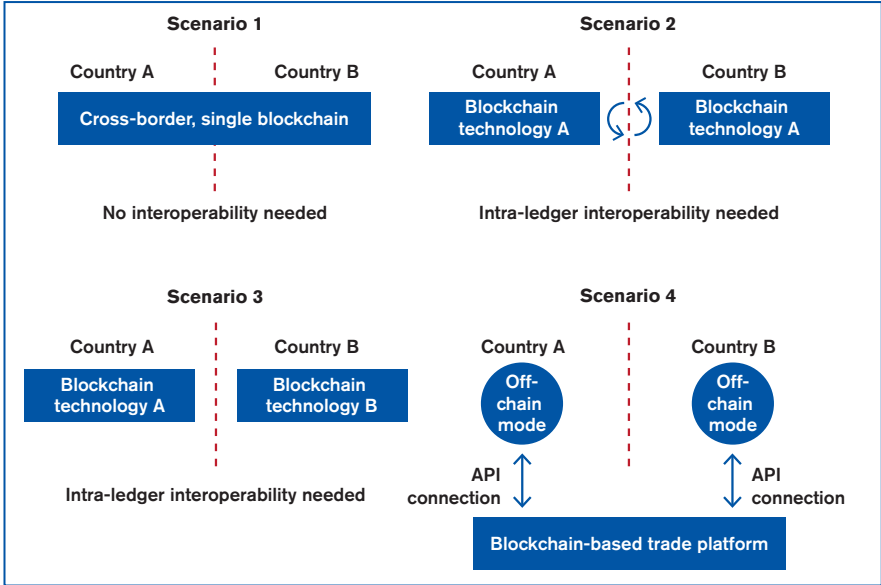 Scenario 1
Country A
Country B
Cross-border, single blockchain
No interoperability needed
Scenario 2
Country A
Country B
Blockchain
technology A
Blockchain
technology A
Intra-ledger interoperability needed
Scenario 3
Country A
Country B
Blockchain
technology A
Blockchain
technology B
Intra-ledger interoperability needed
Scenario 4
Country A
Country B
Off-
chain
mode
Off-
chain
mode
API
connection
API
connection
Blockchain-based trade platform